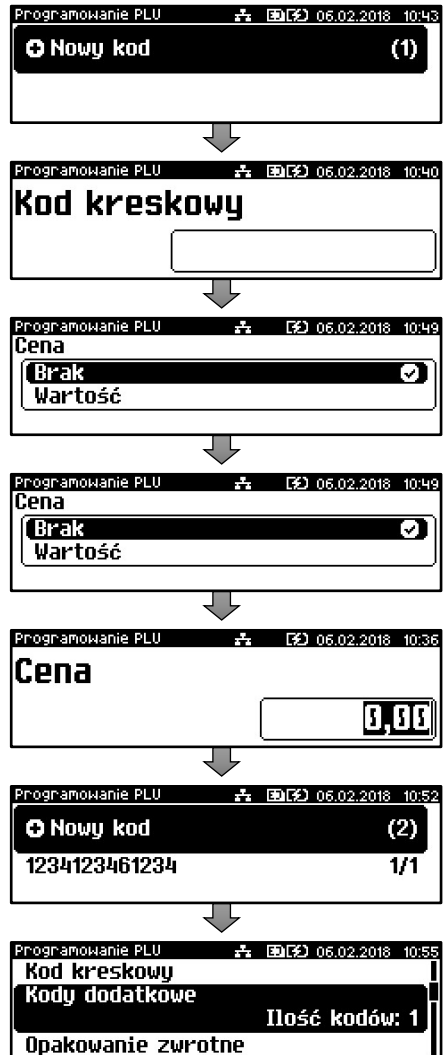 Programowanie PLU 06.02.2018 10:43
Nowy kod (1)
Programowanie PLU 06.02.2018 10:40
Kod kreskowy
Programowanie PLU 06.02.2018 10:49
Cena
Brak
Wartość
Programowanie PLU 06.02.2018 10:49
Cena
Brak
Wartość
Programowanie PLU 06.02.2018 10:36
Cena
0,00
Programowanie PLU 06.02.2018 10:52
Nowy kod (2)
1234123461234 1/1
Programowanie PLU 06.02.2018 10:55
Kod kreskowy
Kody dodatkowe
Ilość kodów: 1
Opakowanie zwrotne